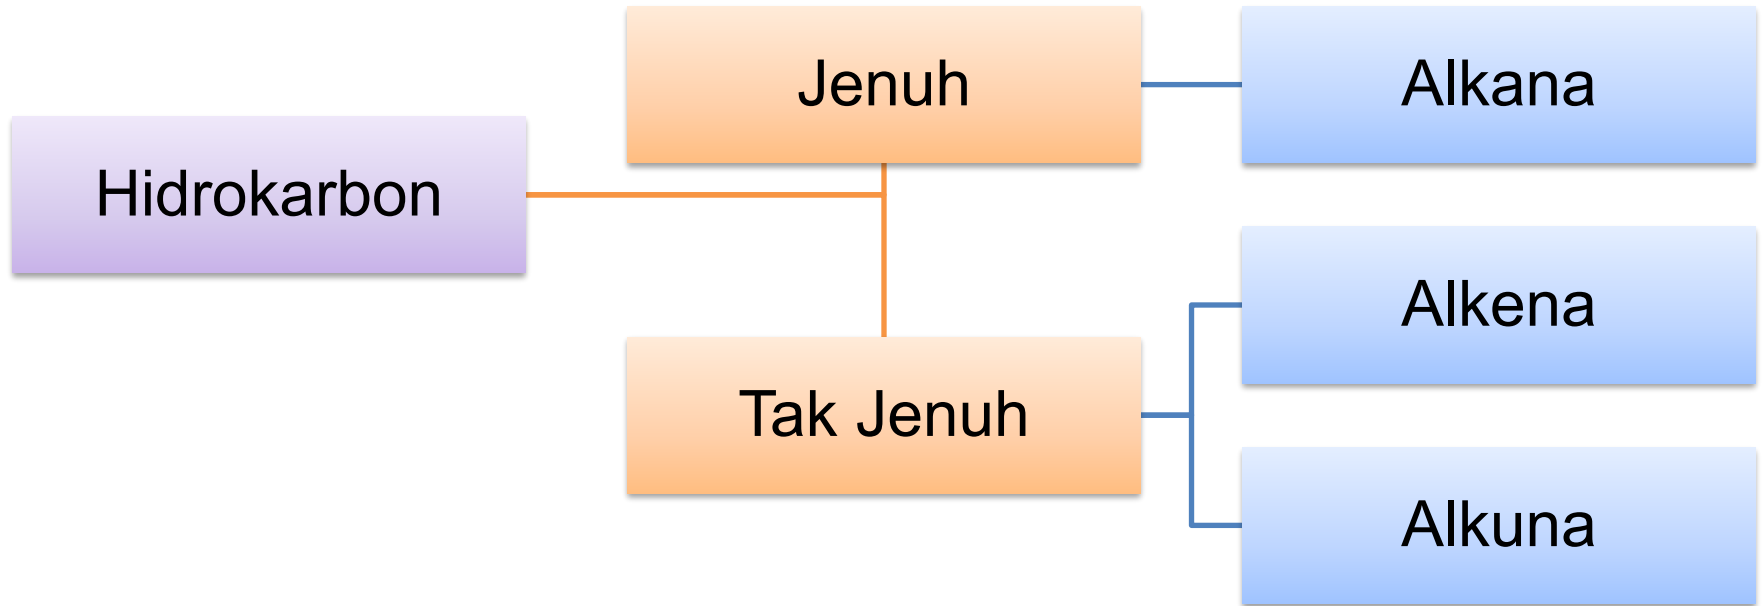 Hidrokarbon
Jenuh
Alkana
Tak Jenuh
Alkena
Alkuna